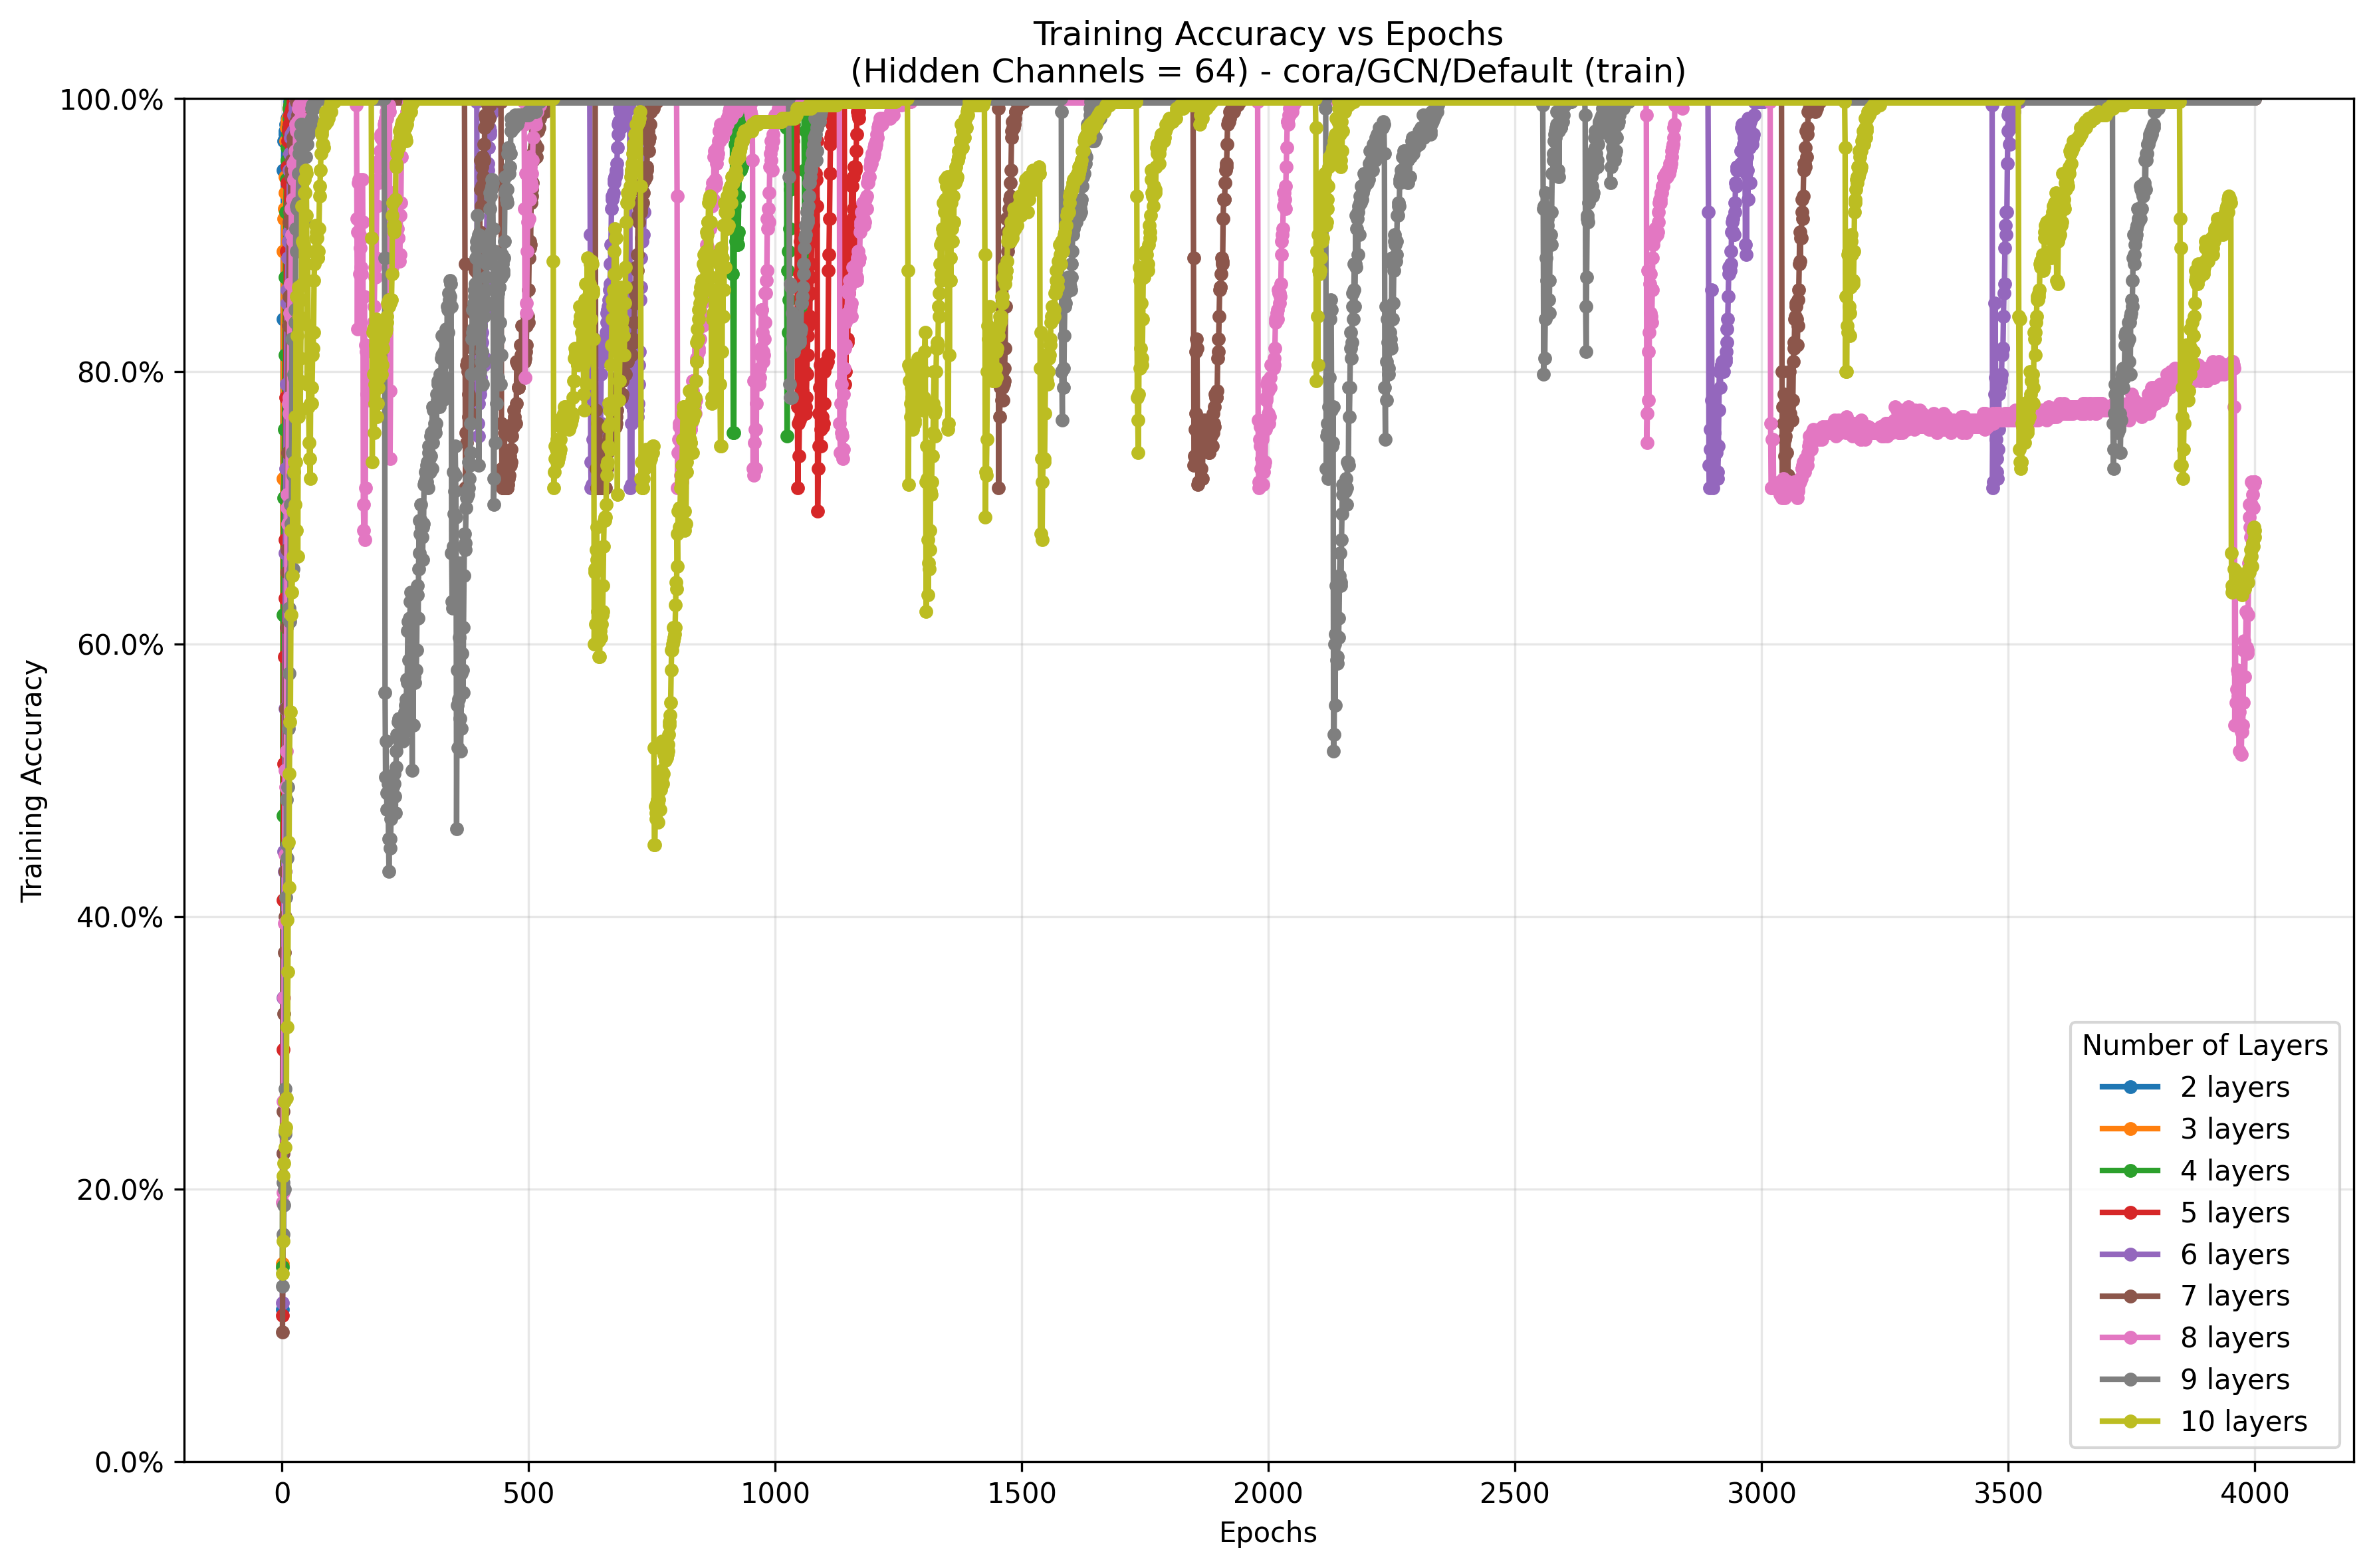 Training Accuracy vs Epochs
(Hidden Channels = 64) - cora/GCN/Default (train)
Training Accuracy
100.0%
80.0%
60.0%
40.0%
20.0%
0.0%
0
500
1000
1500
2000
2500
3000
3500
4000
Epochs
Number of Layers
2 layers
3 layers
4 layers
5 layers
6 layers
7 layers
8 layers
9 layers
10 layers